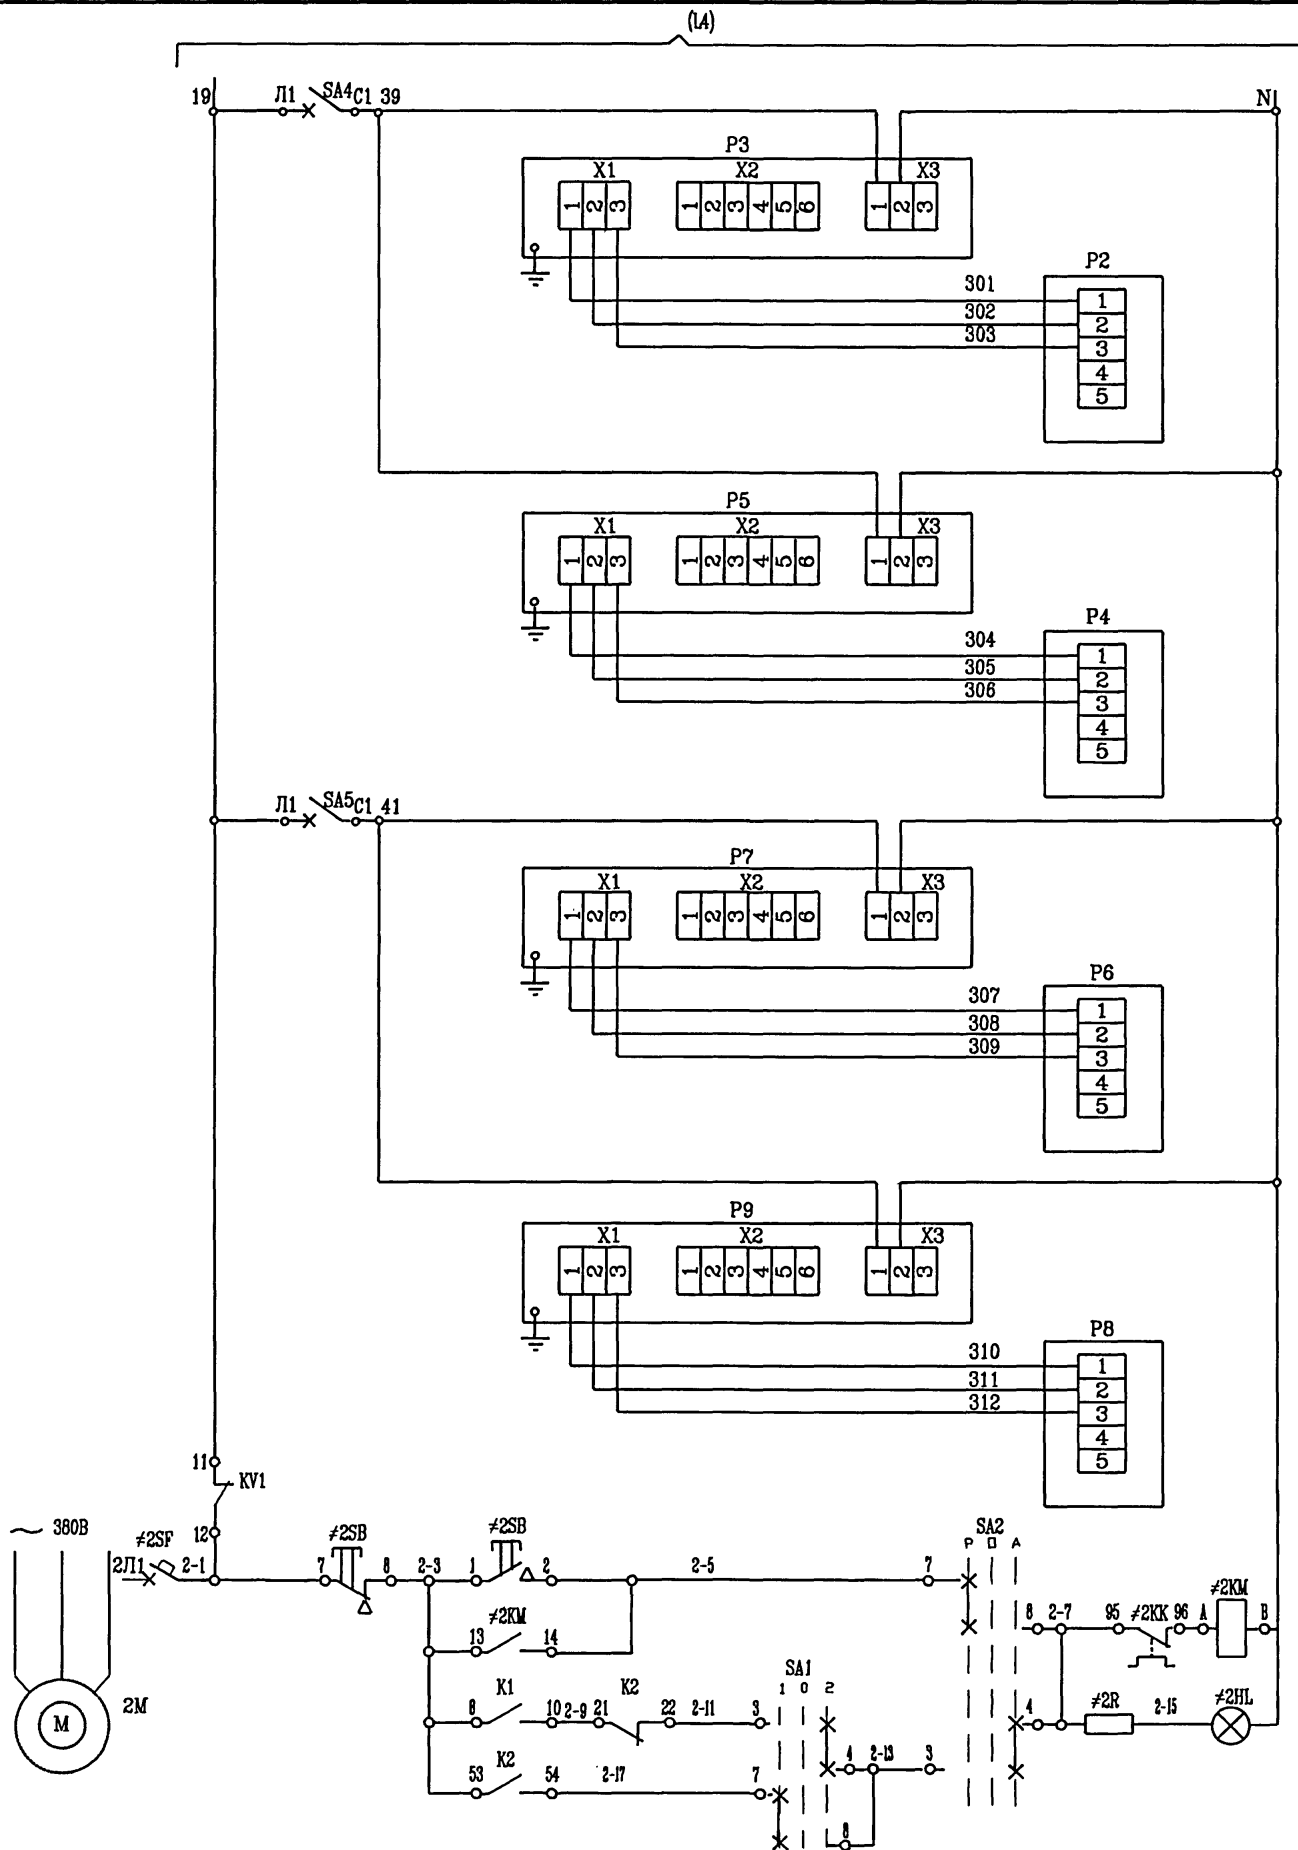 (L4)
19 Л1 SA4 C1 39 N
P3
X1 X2 X3
1 2 3 1 2 3 4 5 6 1 2 3
P2
301 1
302 2
303 3
4
5
P5
X1 X2 X3
1 2 3 1 2 3 4 5 6 1 2 3
P4
304 1
305 2
306 3
4
5
Л1 SA5 C1 41
P7
X1 X2 X3
1 2 3 1 2 3 4 5 6 1 2 3
P6
307 1
308 2
309 3
4
5
P9
X1 X2 X3
1 2 3 1 2 3 4 5 6 1 2 3
P8
310 1
311 2
312 3
4
5
11
KV1
~ 380В 12
≠2SF ≠2SB ≠2SB SA2
P 0 A
2Л1 2-1 7 8 2-3 1 2 2-5 7
≠2KM
8 2-7 95 ≠2KK 96 A B
≠2KM
13 14
SA1
1 0 2
2M
M
K1 K2
6 10 2-9 21 22 2-11 3
4 ≠2R 2-15 ≠2HL
K2
53 54 2-17 7
4 2-13 3
8